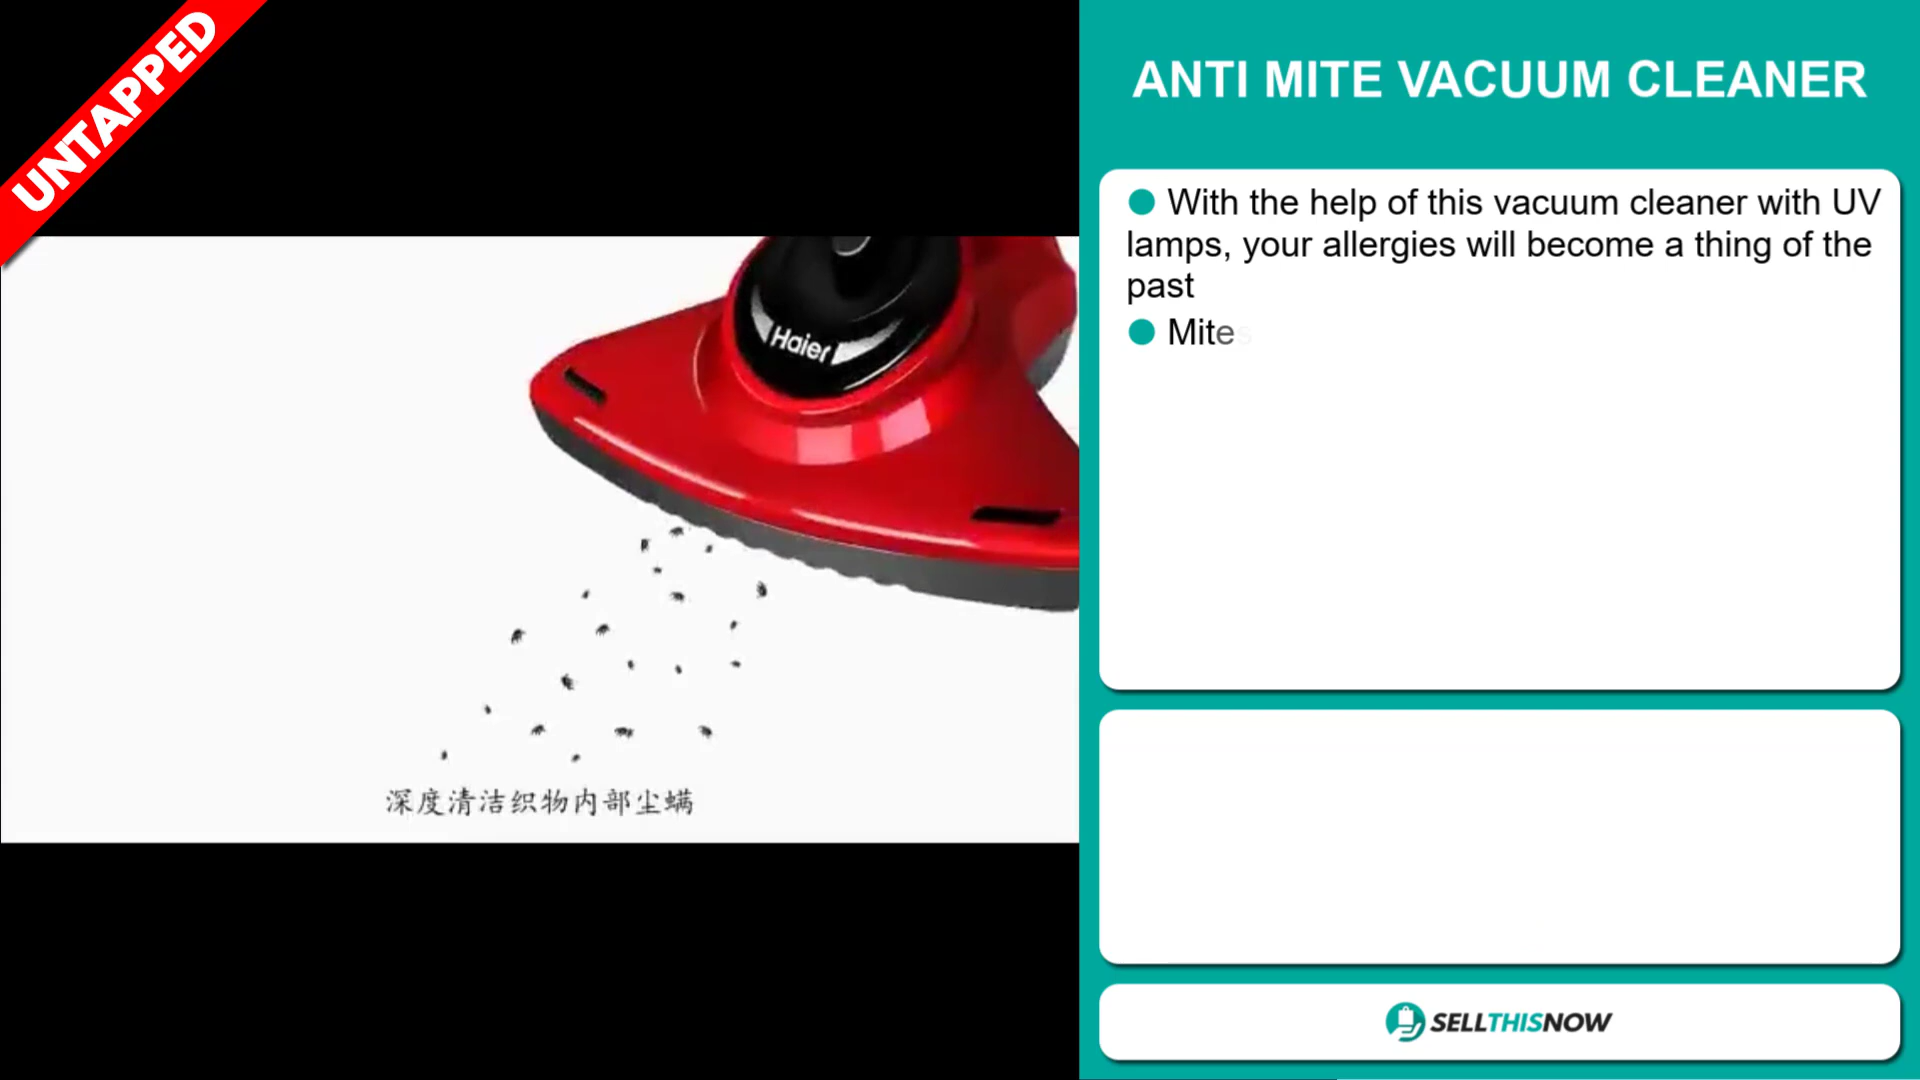 UNTAPPED
ANTI MITE VACUUM CLEANER
With the help of this vacuum cleaner with UV
lamps, your allergies will become a thing of the
past
Mites
Haier
深度清洁织物内部尘螨
SELLTHISNOW